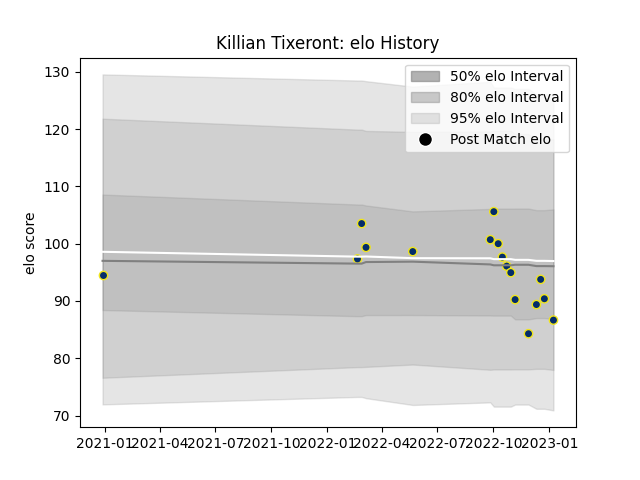 Killian Tixeront: elo History
50% elo Interval
80% elo Interval
95% elo Interval
Post Match elo
elo score
130
120
110
100
90
80
70
2021-01 2021-04 2021-07 2021-10 2022-01 2022-04 2022-07 2022-10 2023-01